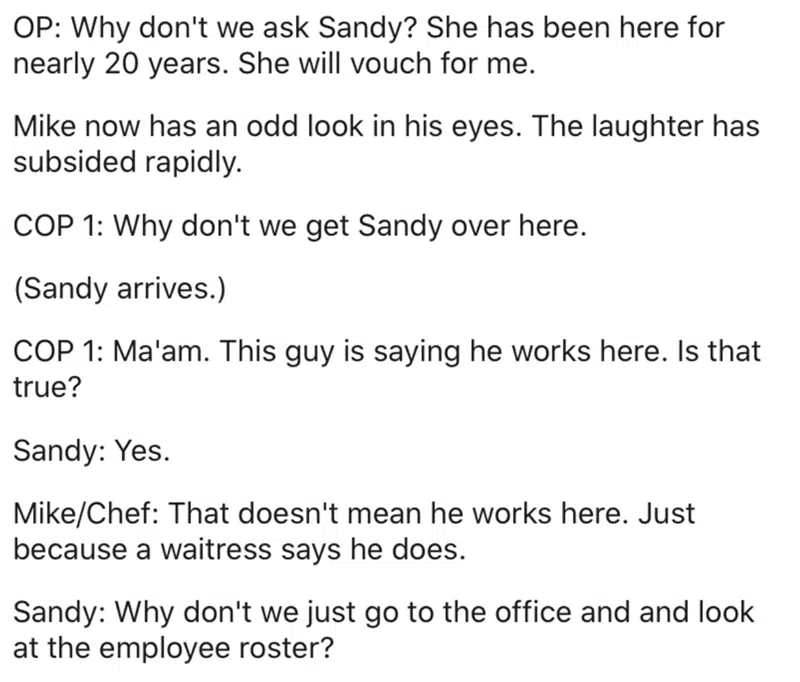 OP: Why don't we ask Sandy? She has been here for
nearly 20 years. She will vouch for me.
Mike now has an odd look in his eyes. The laughter has
subsided rapidly.
COP 1: Why don't we get Sandy over here.
(Sandy arrives.)
COP 1: Ma'am. This guy is saying he works here. Is that
true?
Sandy: Yes.
Mike/Chef: That doesn't mean he works here. Just
because a waitress says he does.
Sandy: Why don't we just go to the office and and look
at the employee roster?